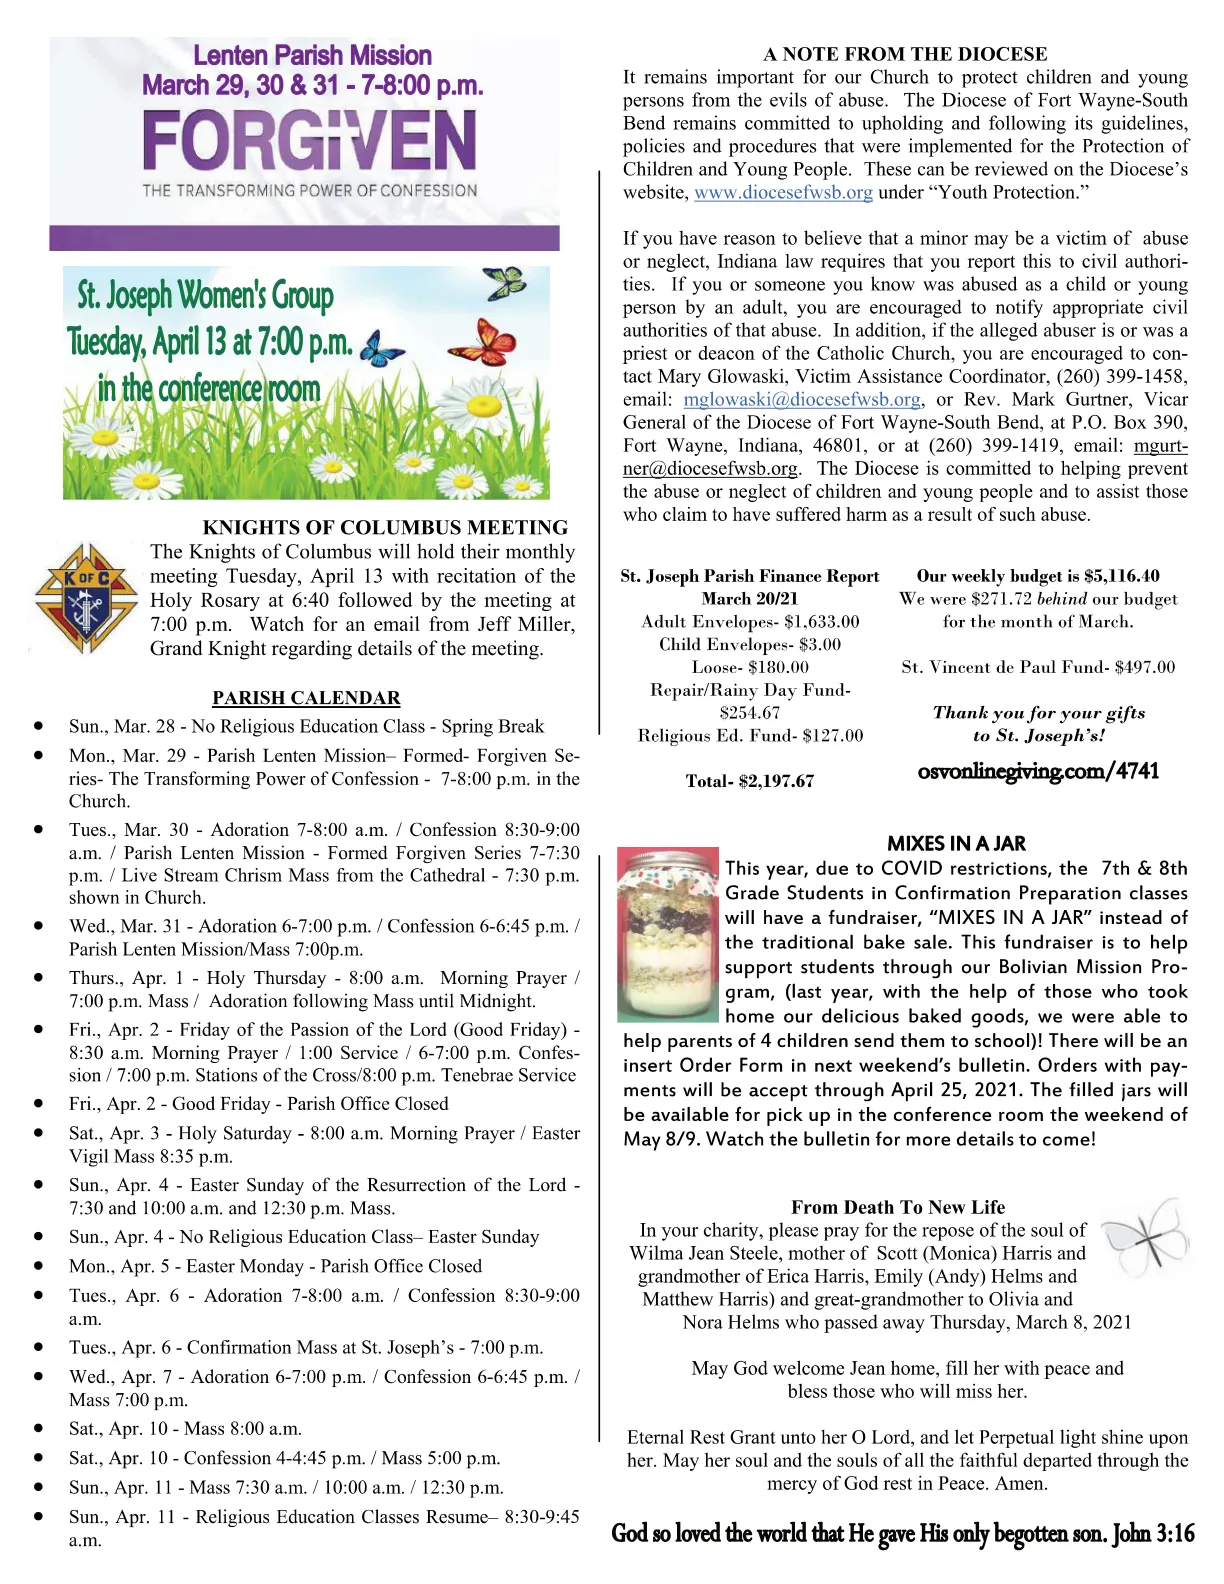 Lenten Parish Mission
March 29, 30 & 31 - 7-8:00 p.m.
FORGiVEN
THE TRANSFORMING POWER OF CONFESSION
St. Joseph Women's Group
Tuesday, April 13 at 7:00 p.m.
in the conference room
KNIGHTS OF COLUMBUS MEETING
K OF C
The Knights of Columbus will hold their monthly
meeting Tuesday, April 13 with recitation of the
Holy Rosary at 6:40 followed by the meeting at
7:00 p.m. Watch for an email from Jeff Miller,
Grand Knight regarding details of the meeting.
PARISH CALENDAR
• Sun., Mar. 28 - No Religious Education Class - Spring Break
• Mon., Mar. 29 - Parish Lenten Mission– Formed- Forgiven Se-
ries- The Transforming Power of Confession - 7-8:00 p.m. in the
Church.
• Tues., Mar. 30 - Adoration 7-8:00 a.m. / Confession 8:30-9:00
a.m. / Parish Lenten Mission - Formed Forgiven Series 7-7:30
p.m. / Live Stream Chrism Mass from the Cathedral - 7:30 p.m.
shown in Church.
• Wed., Mar. 31 - Adoration 6-7:00 p.m. / Confession 6-6:45 p.m. /
Parish Lenten Mission/Mass 7:00p.m.
• Thurs., Apr. 1 - Holy Thursday - 8:00 a.m. Morning Prayer /
7:00 p.m. Mass / Adoration following Mass until Midnight.
• Fri., Apr. 2 - Friday of the Passion of the Lord (Good Friday) -
8:30 a.m. Morning Prayer / 1:00 Service / 6-7:00 p.m. Confes-
sion / 7:00 p.m. Stations of the Cross/8:00 p.m. Tenebrae Service
• Fri., Apr. 2 - Good Friday - Parish Office Closed
• Sat., Apr. 3 - Holy Saturday - 8:00 a.m. Morning Prayer / Easter
Vigil Mass 8:35 p.m.
• Sun., Apr. 4 - Easter Sunday of the Resurrection of the Lord -
7:30 and 10:00 a.m. and 12:30 p.m. Mass.
• Sun., Apr. 4 - No Religious Education Class– Easter Sunday
• Mon., Apr. 5 - Easter Monday - Parish Office Closed
• Tues., Apr. 6 - Adoration 7-8:00 a.m. / Confession 8:30-9:00
a.m.
• Tues., Apr. 6 - Confirmation Mass at St. Joseph's - 7:00 p.m.
• Wed., Apr. 7 - Adoration 6-7:00 p.m. / Confession 6-6:45 p.m. /
Mass 7:00 p.m.
• Sat., Apr. 10 - Mass 8:00 a.m.
• Sat., Apr. 10 - Confession 4-4:45 p.m. / Mass 5:00 p.m.
• Sun., Apr. 11 - Mass 7:30 a.m. / 10:00 a.m. / 12:30 p.m.
• Sun., Apr. 11 - Religious Education Classes Resume– 8:30-9:45
a.m.
A NOTE FROM THE DIOCESE
It remains important for our Church to protect children and young
persons from the evils of abuse. The Diocese of Fort Wayne-South
Bend remains committed to upholding and following its guidelines,
policies and procedures that were implemented for the Protection of
Children and Young People. These can be reviewed on the Diocese's
website, www.diocesefwsb.org under “Youth Protection.”
If you have reason to believe that a minor may be a victim of abuse
or neglect, Indiana law requires that you report this to civil authori-
ties. If you or someone you know was abused as a child or young
person by an adult, you are encouraged to notify appropriate civil
authorities of that abuse. In addition, if the alleged abuser is or was a
priest or deacon of the Catholic Church, you are encouraged to con-
tact Mary Glowaski, Victim Assistance Coordinator, (260) 399-1458,
email: mglowaski@diocesefwsb.org, or Rev. Mark Gurtner, Vicar
General of the Diocese of Fort Wayne-South Bend, at P.O. Box 390,
Fort Wayne, Indiana, 46801, or at (260) 399-1419, email: mgurt-
ner@diocesefwsb.org. The Diocese is committed to helping prevent
the abuse or neglect of children and young people and to assist those
who claim to have suffered harm as a result of such abuse.
St. Joseph Parish Finance Report
March 20/21
Adult Envelopes- $1,633.00
Child Envelopes- $3.00
Loose- $180.00
Repair/Rainy Day Fund-
$254.67
Religious Ed. Fund- $127.00
Total- $2,197.67
Our weekly budget is $5,116.40
We were $271.72 behind our budget
for the month of March.
St. Vincent de Paul Fund- $497.00
Thank you for your gifts
to St. Joseph's!
osvonlinegiving.com/4741
MIXES IN A JAR
This year, due to COVID restrictions, the 7th & 8th
Grade Students in Confirmation Preparation classes
will have a fundraiser, “MIXES IN A JAR” instead of
the traditional bake sale. This fundraiser is to help
support students through our Bolivian Mission Pro-
gram, (last year, with the help of those who took
home our delicious baked goods, we were able to
help parents of 4 children send them to school)! There will be an
insert Order Form in next weekend's bulletin. Orders with pay-
ments will be accept through April 25, 2021. The filled jars will
be available for pick up in the conference room the weekend of
May 8/9. Watch the bulletin for more details to come!
From Death To New Life
In your charity, please pray for the repose of the soul of
Wilma Jean Steele, mother of Scott (Monica) Harris and
grandmother of Erica Harris, Emily (Andy) Helms and
Matthew Harris) and great-grandmother to Olivia and
Nora Helms who passed away Thursday, March 8, 2021
May God welcome Jean home, fill her with peace and
bless those who will miss her.
Eternal Rest Grant unto her O Lord, and let Perpetual light shine upon
her. May her soul and the souls of all the faithful departed through the
mercy of God rest in Peace. Amen.
God so loved the world that He gave His only begotten son. John 3:16